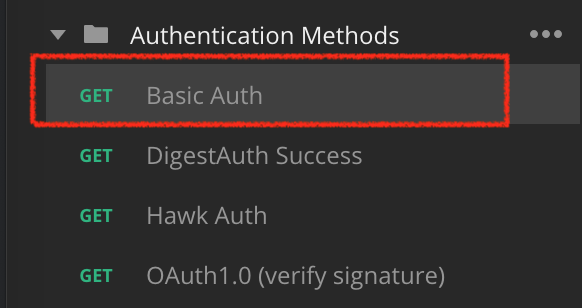 Authentication Methods
GET Basic Auth
GET DigestAuth Success
GET Hawk Auth
GET OAuth1.0 (verify signature)